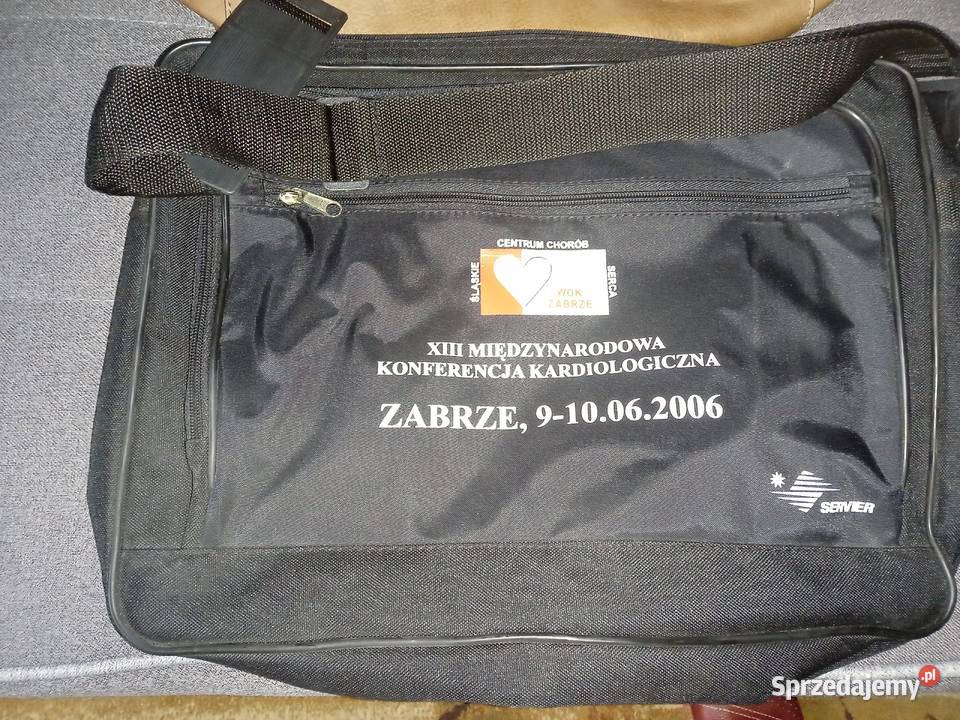 CENTRUM CHORÓB
ŚLĄSKIE
SERCA
WOK
ZABRZE
XIII MIĘDZYNARODOWA
KONFERENCJA KARDIOLOGICZNA
ZABRZE, 9-10.06.2006
SERVIER
Sprzedajemy.pl